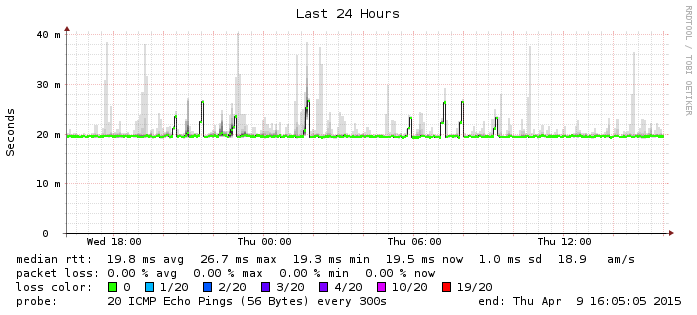 Last 24 Hours
RRDTOOL / TOBI OETIKER
Seconds
40 m
30 m
20 m
10 m
0
Wed 18:00 Thu 00:00 Thu 06:00 Thu 12:00
median rtt: 19.8 ms avg 26.7 ms max 19.3 ms min 19.5 ms now 1.0 ms sd 18.9 am/s
packet loss: 0.00 % avg 0.00 % max 0.00 % min 0.00 % now
loss color: 0 1/20 2/20 3/20 4/20 10/20 19/20
probe: 20 ICMP Echo Pings (56 Bytes) every 300s end: Thu Apr 9 16:05:05 2015